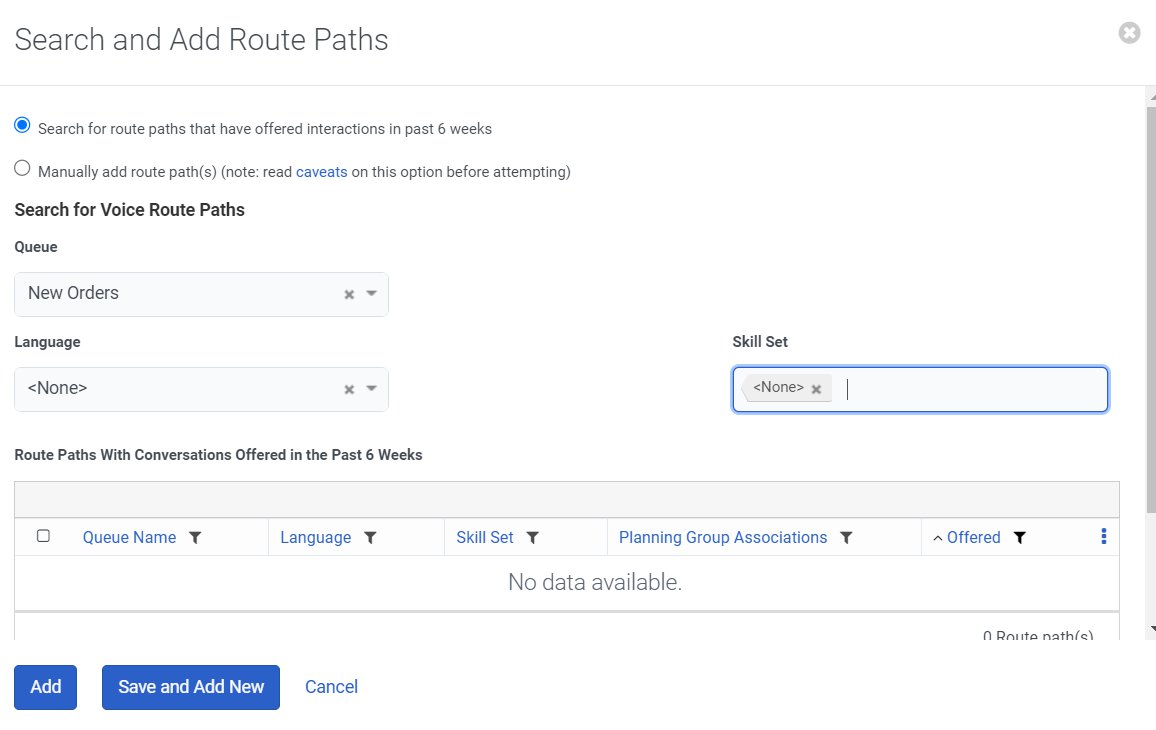 Search and Add Route Paths
Search for route paths that have offered interactions in past 6 weeks
Manually add route path(s) (note: read caveats on this option before attempting)
Search for Voice Route Paths
Queue
New Orders
Language
Skill Set
<None>
<None>
Route Paths With Conversations Offered in the Past 6 Weeks
Queue Name Language Skill Set Planning Group Associations Offered
No data available.
0 Route path(s)
Add Save and Add New Cancel